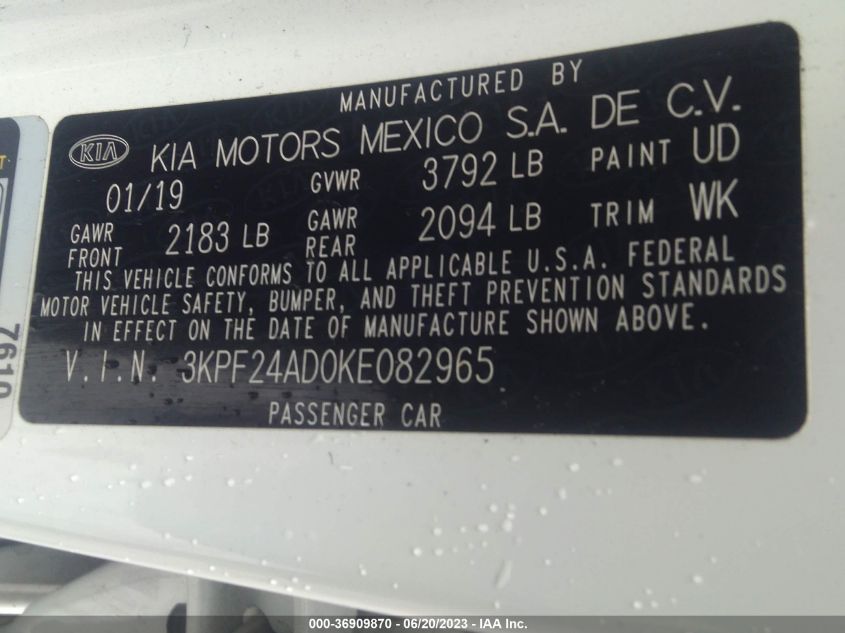 MANUFACTURED BY
KIA KIA MOTORS MEXICO S.A. DE C.V.
01/19 GVWR 3792 LB PAINT UD
GAWR FRONT 2183 LB GAWR REAR 2094 LB TRIM WK
THIS VEHICLE CONFORMS TO ALL APPLICABLE U.S.A. FEDERAL
MOTOR VEHICLE SAFETY, BUMPER, AND THEFT PREVENTION STANDARDS
IN EFFECT ON THE DATE OF MANUFACTURE SHOWN ABOVE.
V.I.N. 3KPF24AD0KE082965
PASSENGER CAR
7610
000-36909870 - 06/20/2023 - IAA Inc.